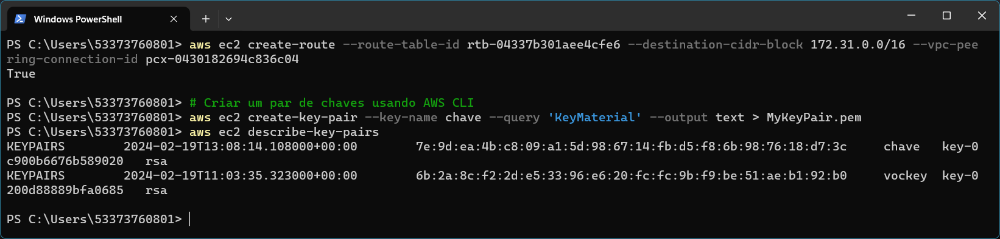 Windows PowerShell
PS C:\Users\53373760801> aws ec2 create-route --route-table-id rtb-04337b301aee4cfe6 --destination-cidr-block 172.31.0.0/16 --vpc-pee
ring-connection-id pcx-0430182694c836c04
True
PS C:\Users\53373760801> # Criar um par de chaves usando AWS CLI
PS C:\Users\53373760801> aws ec2 create-key-pair --key-name chave --query 'KeyMaterial' --output text > MyKeyPair.pem
PS C:\Users\53373760801> aws ec2 describe-key-pairs
KEYPAIRS        2024-02-19T13:08:14.108000+00:00        7e:9d:ea:4b:c8:09:a1:5d:98:67:14:fb:d5:f8:6b:98:76:18:d7:3c     chave   key-0
c900b6676b589020   rsa
KEYPAIRS        2024-02-19T11:03:35.323000+00:00        6b:2a:8c:f2:2d:e5:33:96:e6:20:fc:fc:9b:f9:be:51:ae:b1:92:b0     vockey  key-0
200d88889bfa0685   rsa
PS C:\Users\53373760801>